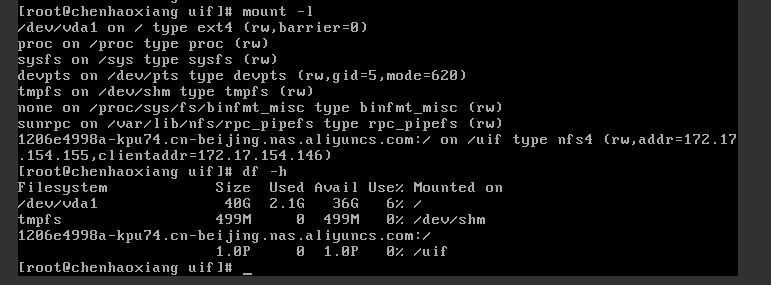 [root@chenhaoxiang uif]# mount -l
/dev/vda1 on / type ext4 (rw,barrier=0)
proc on /proc type proc (rw)
sysfs on /sys type sysfs (rw)
devpts on /dev/pts type devpts (rw,gid=5,mode=620)
tmpfs on /dev/shm type tmpfs (rw)
none on /proc/sys/fs/binfmt_misc type binfmt_misc (rw)
sunrpc on /var/lib/nfs/rpc_pipefs type rpc_pipefs (rw)
1206e4998a-kpu74.cn-beijing.nas.aliyuncs.com:/ on /uif type nfs4 (rw,addr=172.17
.154.155,clientaddr=172.17.154.146)
[root@chenhaoxiang uif]# df -h
Filesystem            Size  Used Avail Use% Mounted on
/dev/vda1              40G  2.1G   36G   6% /
tmpfs                 499M     0  499M   0% /dev/shm
1206e4998a-kpu74.cn-beijing.nas.aliyuncs.com:/
                      1.0P     0  1.0P   0% /uif
[root@chenhaoxiang uif]# _